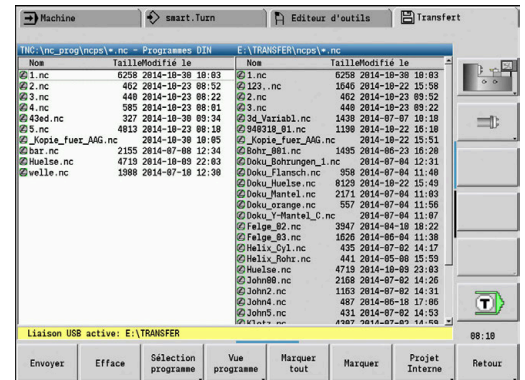 Machine
smart.Turn
Editeur d'outils
Transfert
TNC:\nc_prog\ncps\*.nc - Programmes DIN
Nom TailleModifié le
1.nc 6258 2014-10-30 10:03
2.nc 462 2014-10-23 08:52
3.nc 440 2014-10-23 08:22
4.nc 585 2014-10-23 08:01
43ed.nc 327 2014-10-30 09:34
5.nc 4813 2014-10-23 08:10
_Kopie_fuer_AAG.nc 2014-10-30 10:05
bar.nc 2155 2014-07-08 12:34
Huelse.nc 4719 2014-10-09 22:03
welle.nc 1988 2014-07-10 12:30
E:\TRANSFER\ncps\*.nc
Nom TailleModifié le
1.nc 6258 2014-10-30 10:03
123,.nc 1646 2014-10-22 15:58
2.nc 462 2014-10-23 09:52
3.nc 440 2014-10-23 09:22
3d_Variabl.nc 1438 2014-07-07 10:10
940318_01.nc 1198 2014-10-22 16:10
_Kopie_fuer_AAG.nc 2014-10-22 15:51
Bohr_001.nc 1495 2014-06-23 16:20
Doku_Bohrungen_1.nc 2014-07-04 12:31
Doku_Flansch.nc 950 2014-07-04 11:40
Doku_Huelse.nc 8129 2014-10-22 15:49
Doku_Mantel.nc 2171 2014-07-04 11:03
Doku_orange.nc 557 2014-07-04 11:56
Doku_Y-Mantel_C.nc 2014-07-04 11:07
Felge_02.nc 3947 2014-04-10 18:22
Felge_03.nc 1626 2014-06-04 11:38
Helix_Cyl.nc 435 2014-07-02 14:17
Helix_Rohr.nc 441 2014-05-08 15:59
Huelse.nc 4719 2014-10-09 23:03
John00.nc 2168 2014-07-02 14:26
John2.nc 1163 2014-07-02 14:31
John4.nc 487 2014-06-18 17:06
John5.nc 431 2014-07-02 14:53
Klotz.nc 4307 2014-07-03 14:59
Liaison USB active: E:\TRANSFER
T
08:10
Envoyer
Efface
Sélection programme
Vue programme
Marquer tout
Marquer
Projet Interne
Retour